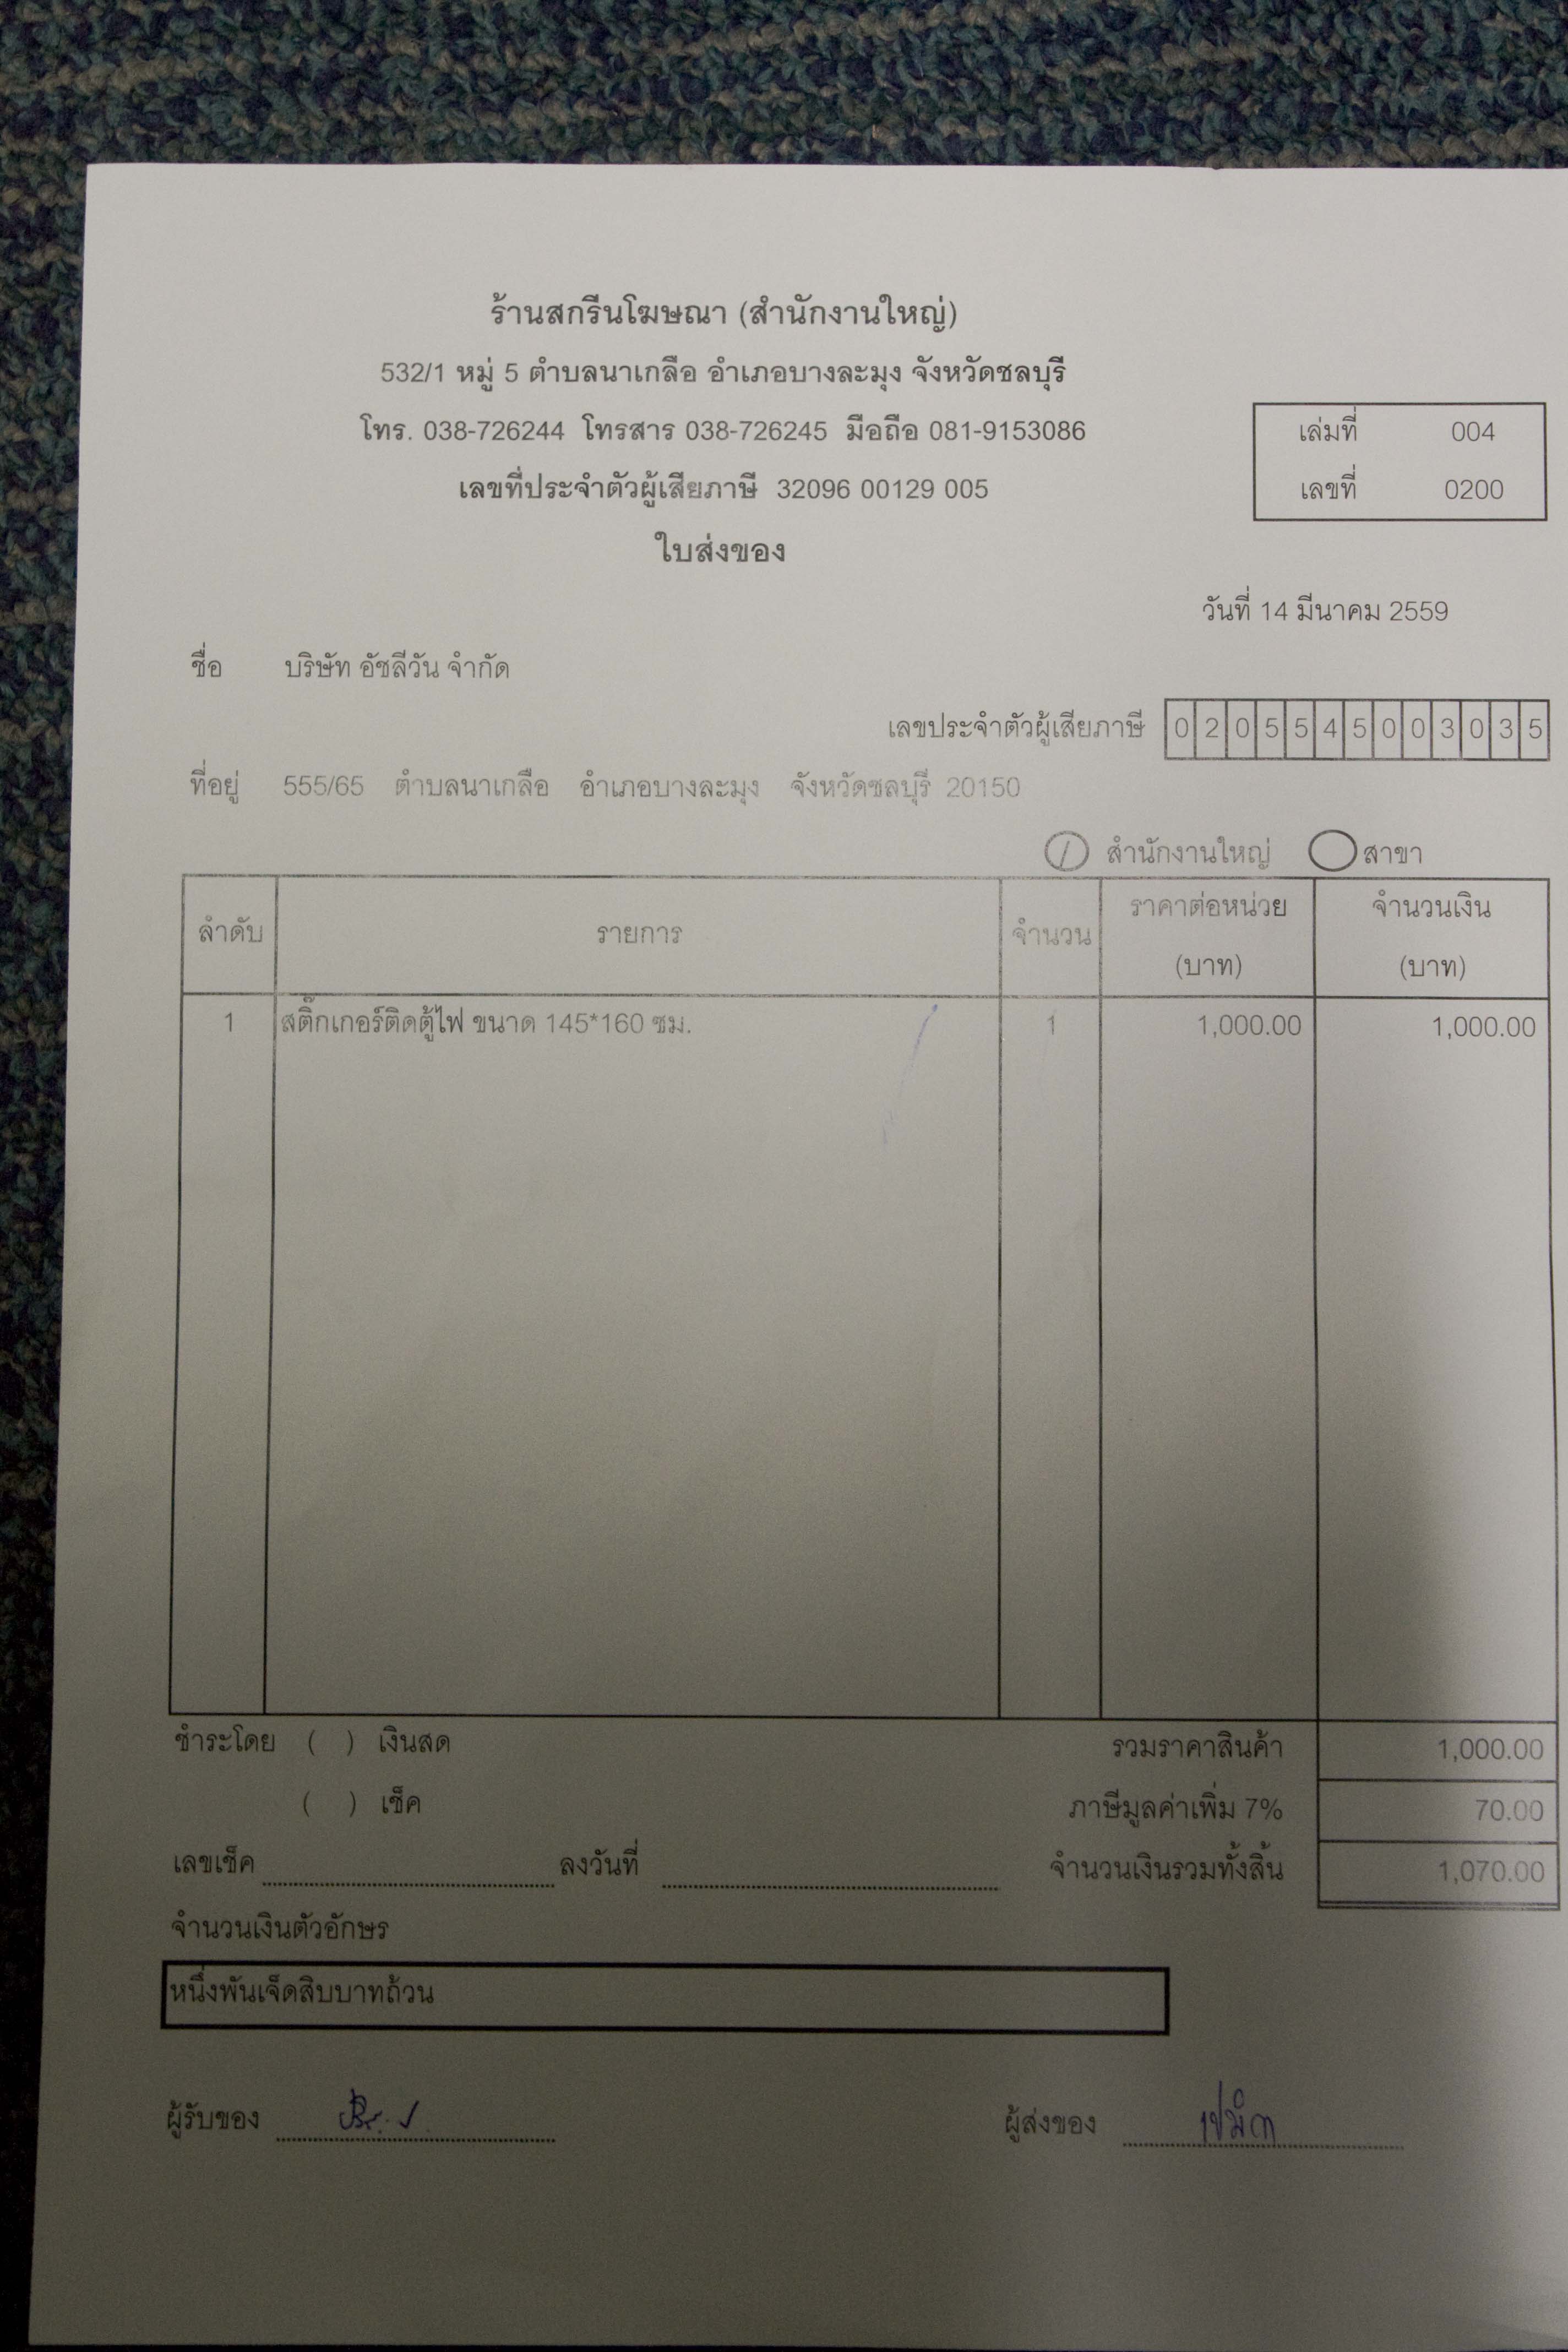 ร้านสกรีนโฆษณา (สำนักงานใหญ่)
532/1 หมู่ 5 ตำบลนาเกลือ อำเภอบางละมุง จังหวัดชลบุรี
โทร. 038-726244 โทรสาร 038-726245 มือถือ 081-9153086
เล่มที่ 004
เลขที่ประจำตัวผู้เสียภาษี 32096 00129 005
เลขที่ 0200
ใบส่งของ
วันที่ 14 มีนาคม 2559
ชื่อ บริษัท อัชลีวัน จำกัด
เลขประจำตัวผู้เสียภาษี 0 2 0 5 5 4 5 0 0 3 0 3 5
ที่อยู่ 555/65 ตำบลนาเกลือ อำเภอบางละมุง จังหวัดชลบุรี 20150
สำนักงานใหญ่ สาขา
ลำดับ รายการ จำนวน ราคาต่อหน่วย (บาท) จำนวนเงิน (บาท)
1 สติ๊กเกอร์ติดตู้ไฟ ขนาด 145*160 ซม. 1 1,000.00 1,000.00
ชำระโดย ( ) เงินสด รวมราคาสินค้า 1,000.00
( ) เช็ค ภาษีมูลค่าเพิ่ม 7% 70.00
เลขเช็ค ลงวันที่ จำนวนเงินรวมทั้งสิ้น 1,070.00
จำนวนเงินตัวอักษร
หนึ่งพันเจ็ดสิบบาทถ้วน
ผู้รับของ ผู้ส่งของ